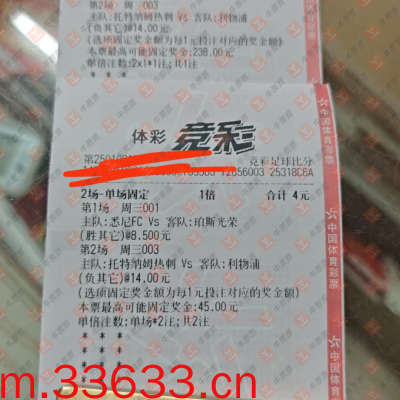 第2场 周三003
主队:托特纳姆热刺 Vs 客队:利物浦
(负其它)@14.00元
(选项固定奖金额为每1元投注对应的奖金额)
本票最高可能固定奖金:238.00元
单倍注数:2x1*1注;共1注
体彩 竞彩
竞彩足球比分
25318C6A
2场-单场固定 1倍 合计 4元
第1场 周三001
主队:悉尼FC Vs 客队:珀斯光荣
(胜其它)@8.500元
第2场 周三003
主队:托特纳姆热刺 Vs 客队:利物浦
(负其它)@14.00元
(选项固定奖金额为每1元投注对应的奖金额)
本票最高可能固定奖金:45.00元
单倍注数:单场*2注;共2注
* * *
* * *
* * *
* * *
中国体育彩票
中国体育彩票
m.33633.cn